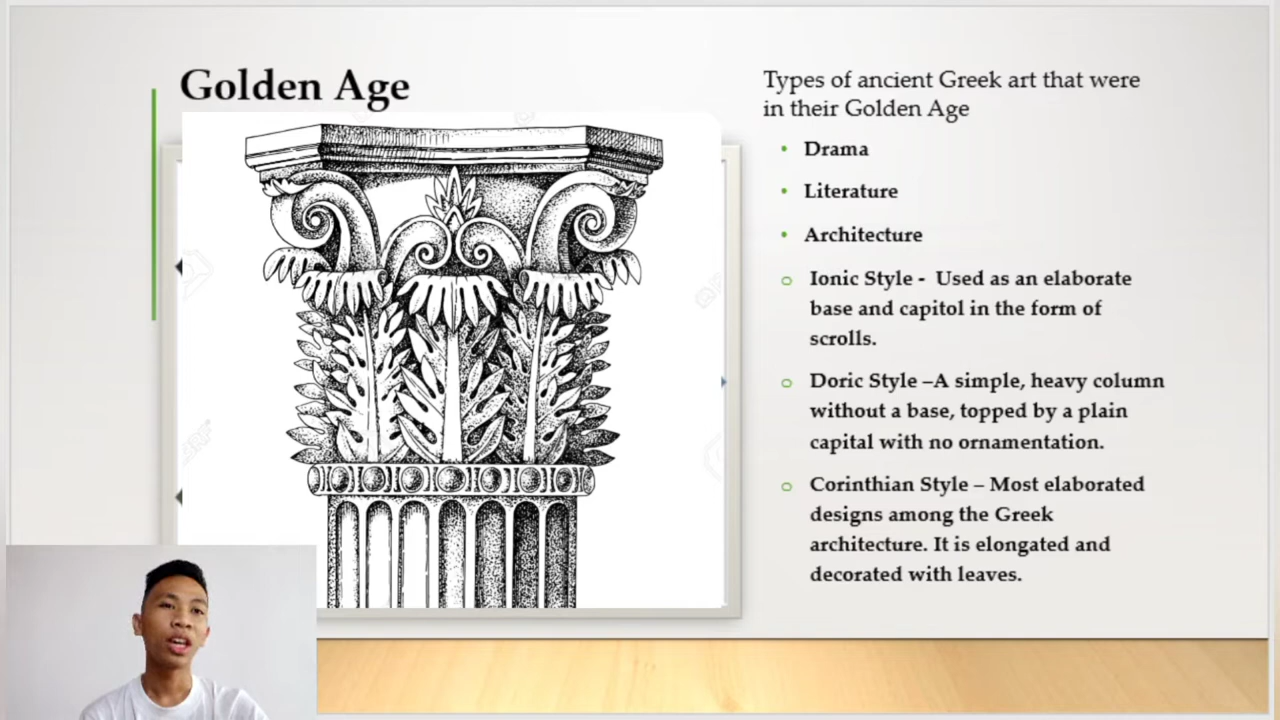 Golden Age
Types of ancient Greek art that were
in their Golden Age
• Drama
• Literature
• Architecture
o Ionic Style - Used as an elaborate
base and capitol in the form of
scrolls.
o Doric Style –A simple, heavy column
without a base, topped by a plain
capital with no ornamentation.
o Corinthian Style – Most elaborated
designs among the Greek
architecture. It is elongated and
decorated with leaves.